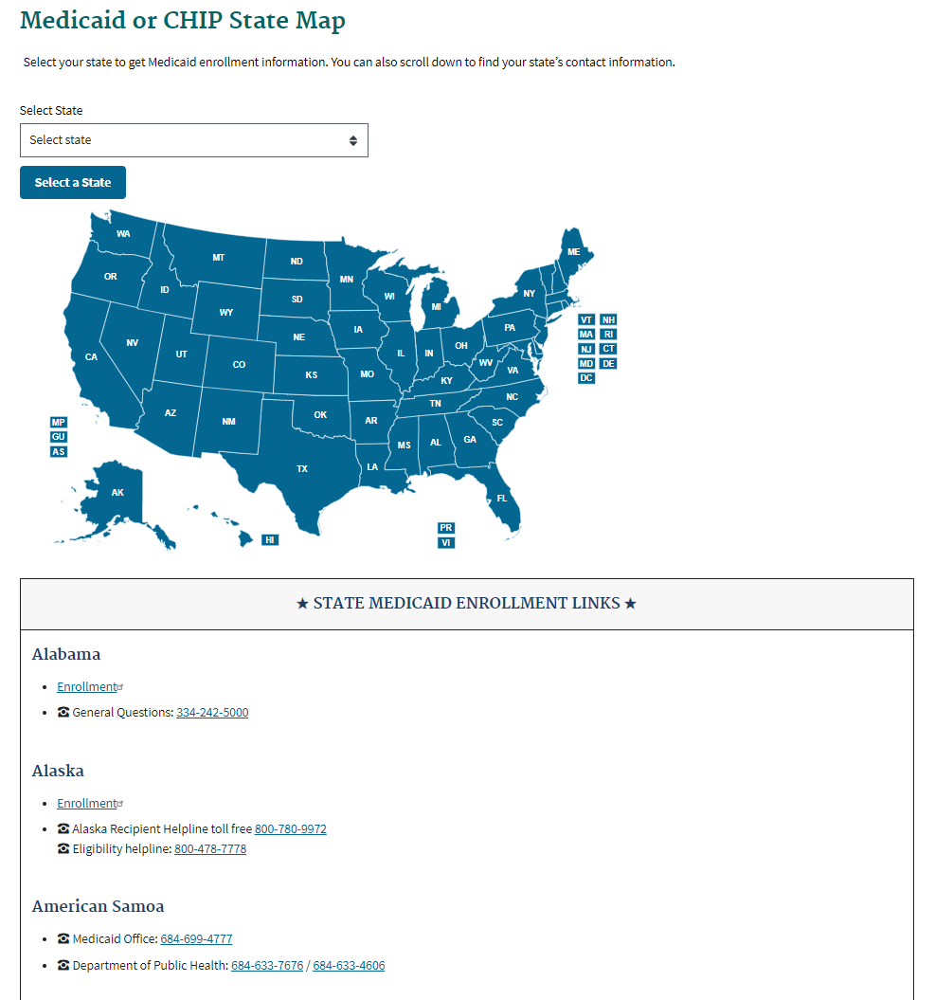 Medicaid or CHIP State Map
Select your state to get Medicaid enrollment information. You can also scroll down to find your state’s contact information.
Select State
Select state
Select a State
WA
OR
ID
MT
ND
MN
SD
WY
WI
MI
ME
NY
VT NH
MA RI
NJ CT
MD DE
DC
NE
IA
PA
NV
UT
CO
CA
IL
IN
OH
WV
VA
KS
MO
KY
NC
TN
AZ
NM
OK
AR
SC
MS
AL
GA
MP
GU
AS
TX
LA
AK
FL
HI
PR
VI
★ STATE MEDICAID ENROLLMENT LINKS ★
Alabama
• Enrollment
• General Questions: 334-242-5000
Alaska
• Enrollment
• Alaska Recipient Helpline toll free 800-780-9972
Eligibility helpline: 800-478-7778
American Samoa
• Medicaid Office: 684-699-4777
• Department of Public Health: 684-633-7676 / 684-633-4606